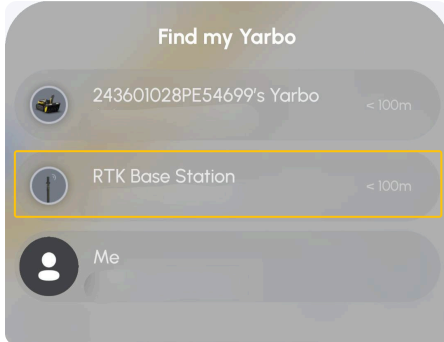 Find my Yarbo
243601028PE54699's Yarbo
< 100m
RTK Base Station
< 100m
Me